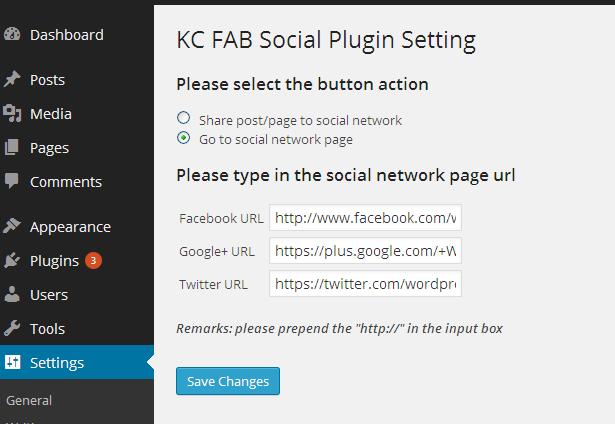 Dashboard
Posts
Media
Pages
Comments
Appearance
Plugins 3
Users
Tools
Settings
General
KC FAB Social Plugin Setting
Please select the button action
Share post/page to social network
Go to social network page
Please type in the social network page url
Facebook URL http://www.facebook.com/
Google+ URL https://plus.google.com/+W
Twitter URL https://twitter.com/wordpre
Remarks: please prepend the "http://" in the input box
Save Changes